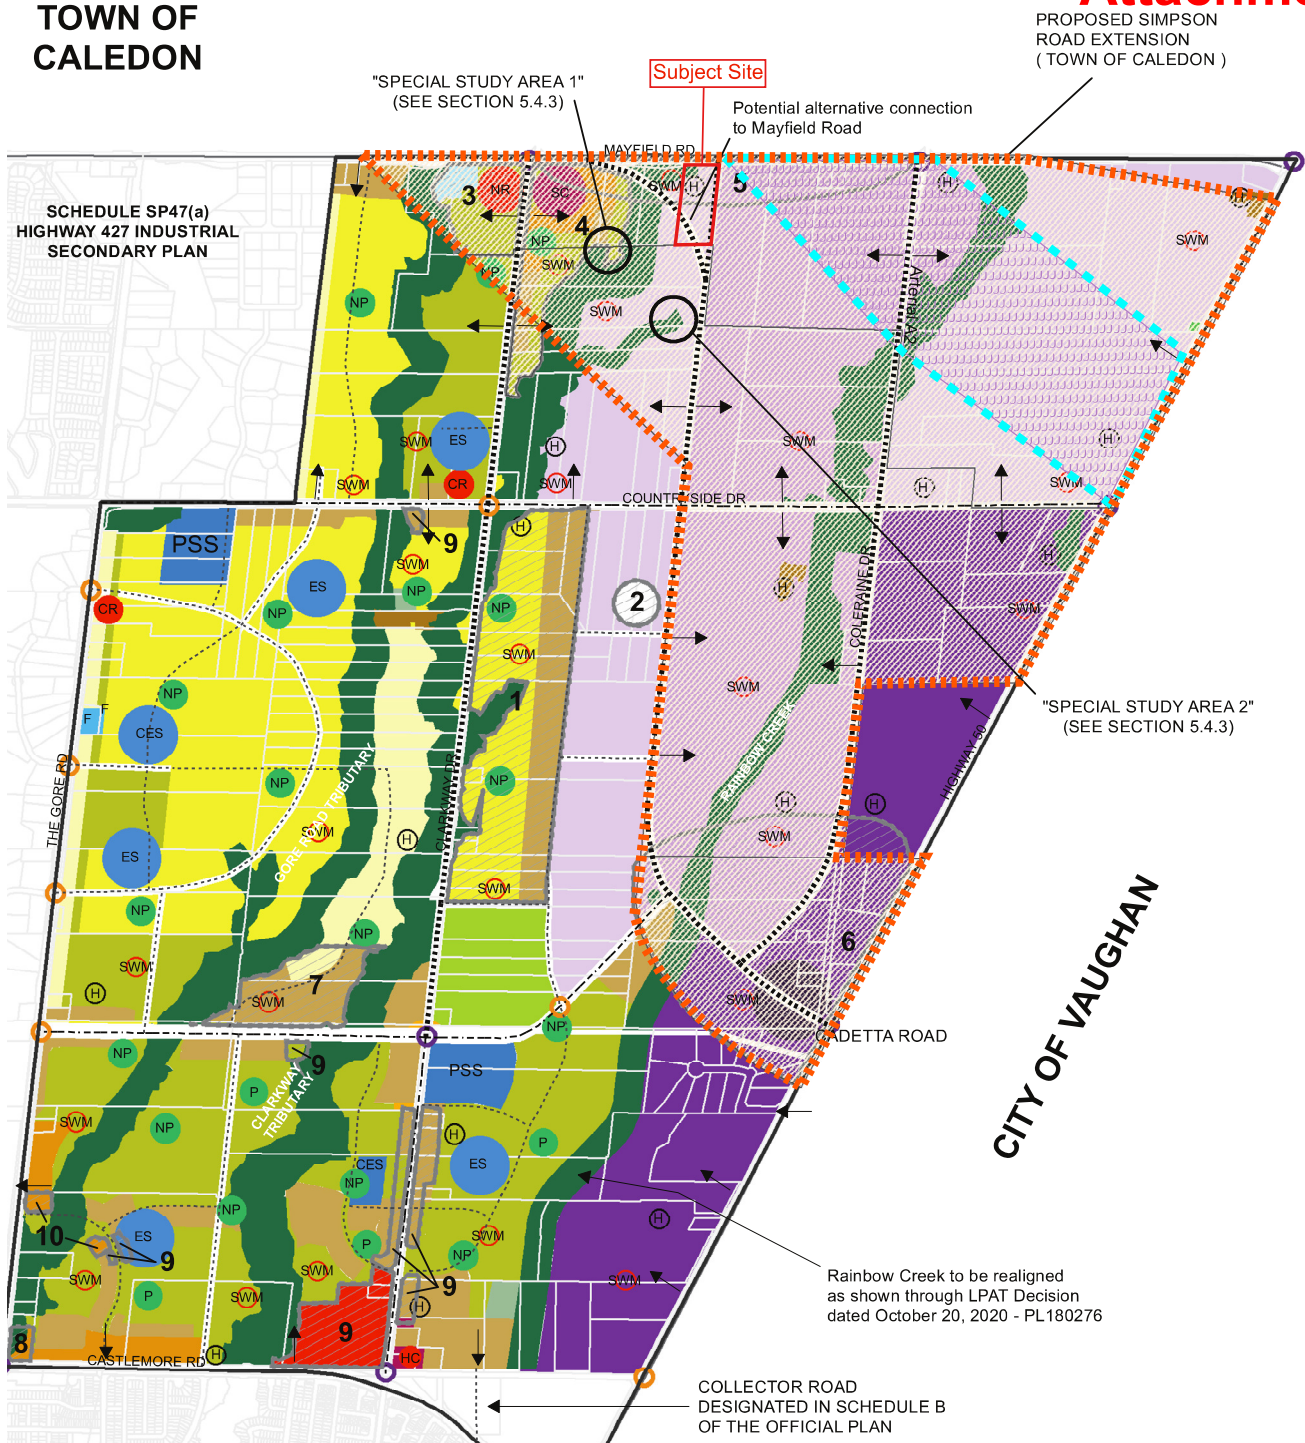 Attachme
TOWN OF
CALEDON
PROPOSED SIMPSON
ROAD EXTENSION
( TOWN OF CALEDON )
"SPECIAL STUDY AREA 1"
(SEE SECTION 5.4.3)
Subject Site
Potential alternative connection
to Mayfield Road
MAYFIELD RD
SCHEDULE SP47(a)
HIGHWAY 427 INDUSTRIAL
SECONDARY PLAN
3
NR
SC
4
SWM
H
5
H
H
NP
SWM
NP
SWM
NP
SWM
Arterial A2
SWM
ES
H
SWM
H
SWM
CR
SWM
H
SWM
COUNTRYSIDE DR
PSS
9
H
SWM
H
ES
NP
NP
NP
2
H
SWM
CR
COLERAINE DR
SWM
NP
1
SWM
F
F
CES
"SPECIAL STUDY AREA 2"
(SEE SECTION 5.4.3)
THE GORE RD
NP
GORE ROAD TRIBUTARY
CLARKWAY DR
NP
RAINBOW CREEK
HIGHWAY 50
H
H
SWM
H
SWM
ES
SWM
NP
NP
6
SWM
H
7
SWM
SWM
CITY OF VAUGHAN
NP
CADETTA ROAD
NP
9
PSS
P
CLARKWAY
TRIBUTARY
SWM
NP
H
P
ES
CES
NP
NP
10
ES
9
P
SWM
NP
H
SWM
SWM
P
SWM
9
H
SWM
Rainbow Creek to be realigned
as shown through LPAT Decision
dated October 20, 2020 - PL180276
8
9
CASTLEMORE RD
H
HC
COLLECTOR ROAD
DESIGNATED IN SCHEDULE B
OF THE OFFICIAL PLAN